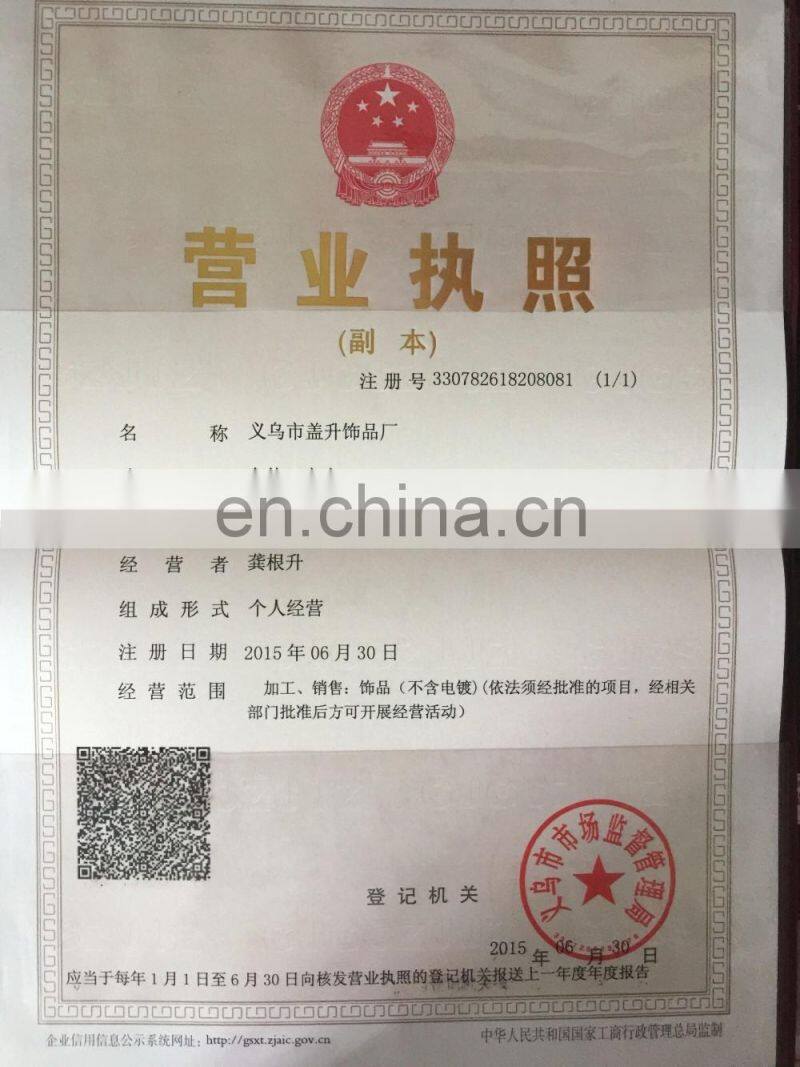 营业执照
(副 本)
注册号 330782618208081 (1/1)
名 称 义乌市盖升饰品厂
en.china.cn
经营者 龚根升
组成形式 个人经营
注册日期 2015年06月30日
经营范围 加工、销售：饰品（不含电镀）(依法须经批准的项目，经相关
部门批准后方可开展经营活动）
义乌市市场监督管理局
登记机关
2015年06月30日
应当于每年1月1日至6月30日向核发营业执照的登记机关报送上一年度年度报告
企业信用信息公示系统网址：http://gsxt.zjaic.gov.cn
中华人民共和国国家工商行政管理总局监制